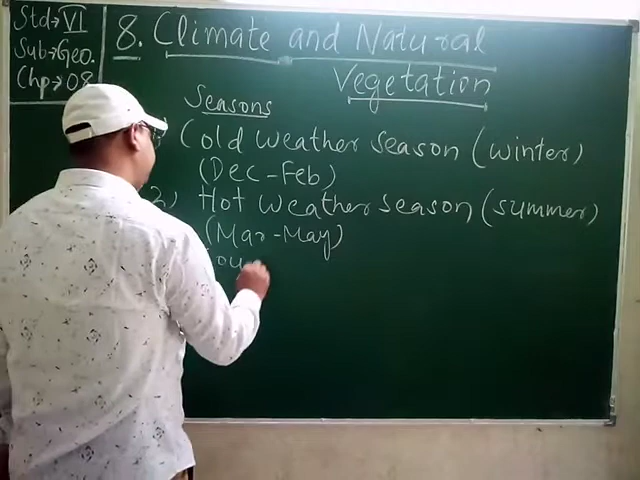 Std→VI
Sub→Geo.
Chp→08
8. Climate and Natural
Vegetation
Seasons
Cold weather season (winter)
(Dec-Feb)
2) Hot weather season (summer)
(Mar-May)